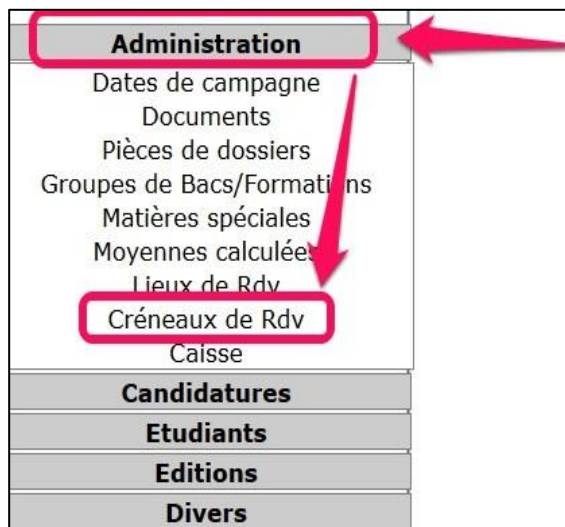 Administration
Dates de campagne
Documents
Pièces de dossiers
Groupes de Bacs/Formations
Matières spéciales
Moyennes calculées
Lieux de Rdv
Créneaux de Rdv
Caisse
Candidatures
Etudiants
Editions
Divers